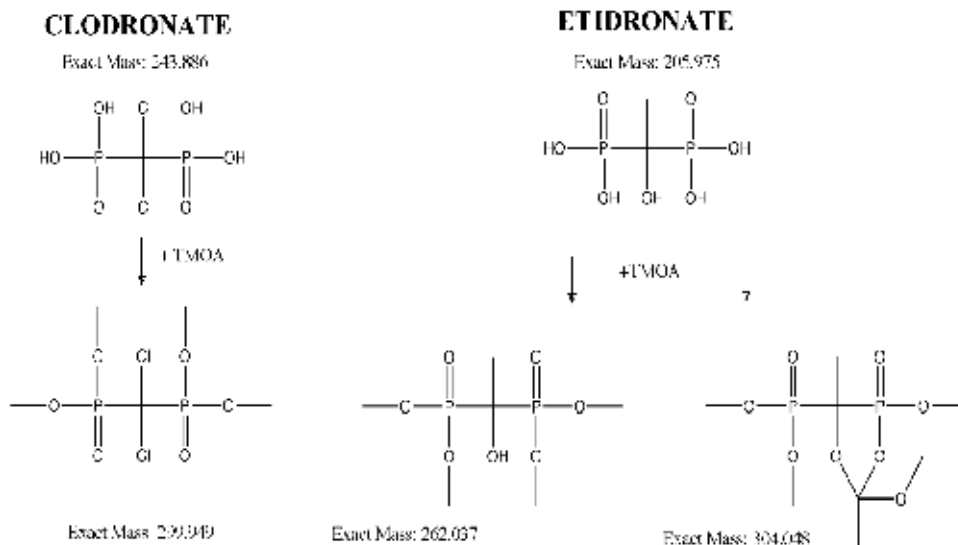 CLODRONATE
Exact Mass: 243.886
OH C OH
HO P P OH
O C O
+ TMOA
C Cl O
O P P C
C Cl O
Exact Mass: 299.949
ETIDRONATE
Exact Mass: 205.975
O O
HO P P OH
OH OH OH
+TMOA
?
O C
C P P O
O OH C
Exact Mass: 262.037
O O
C P P O
O O O
O
Exact Mass: 304.048